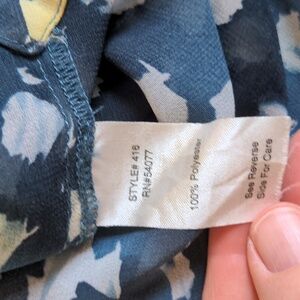 STYLE# 416
RN#54077
100% Polyester
See Reverse
Side For Care